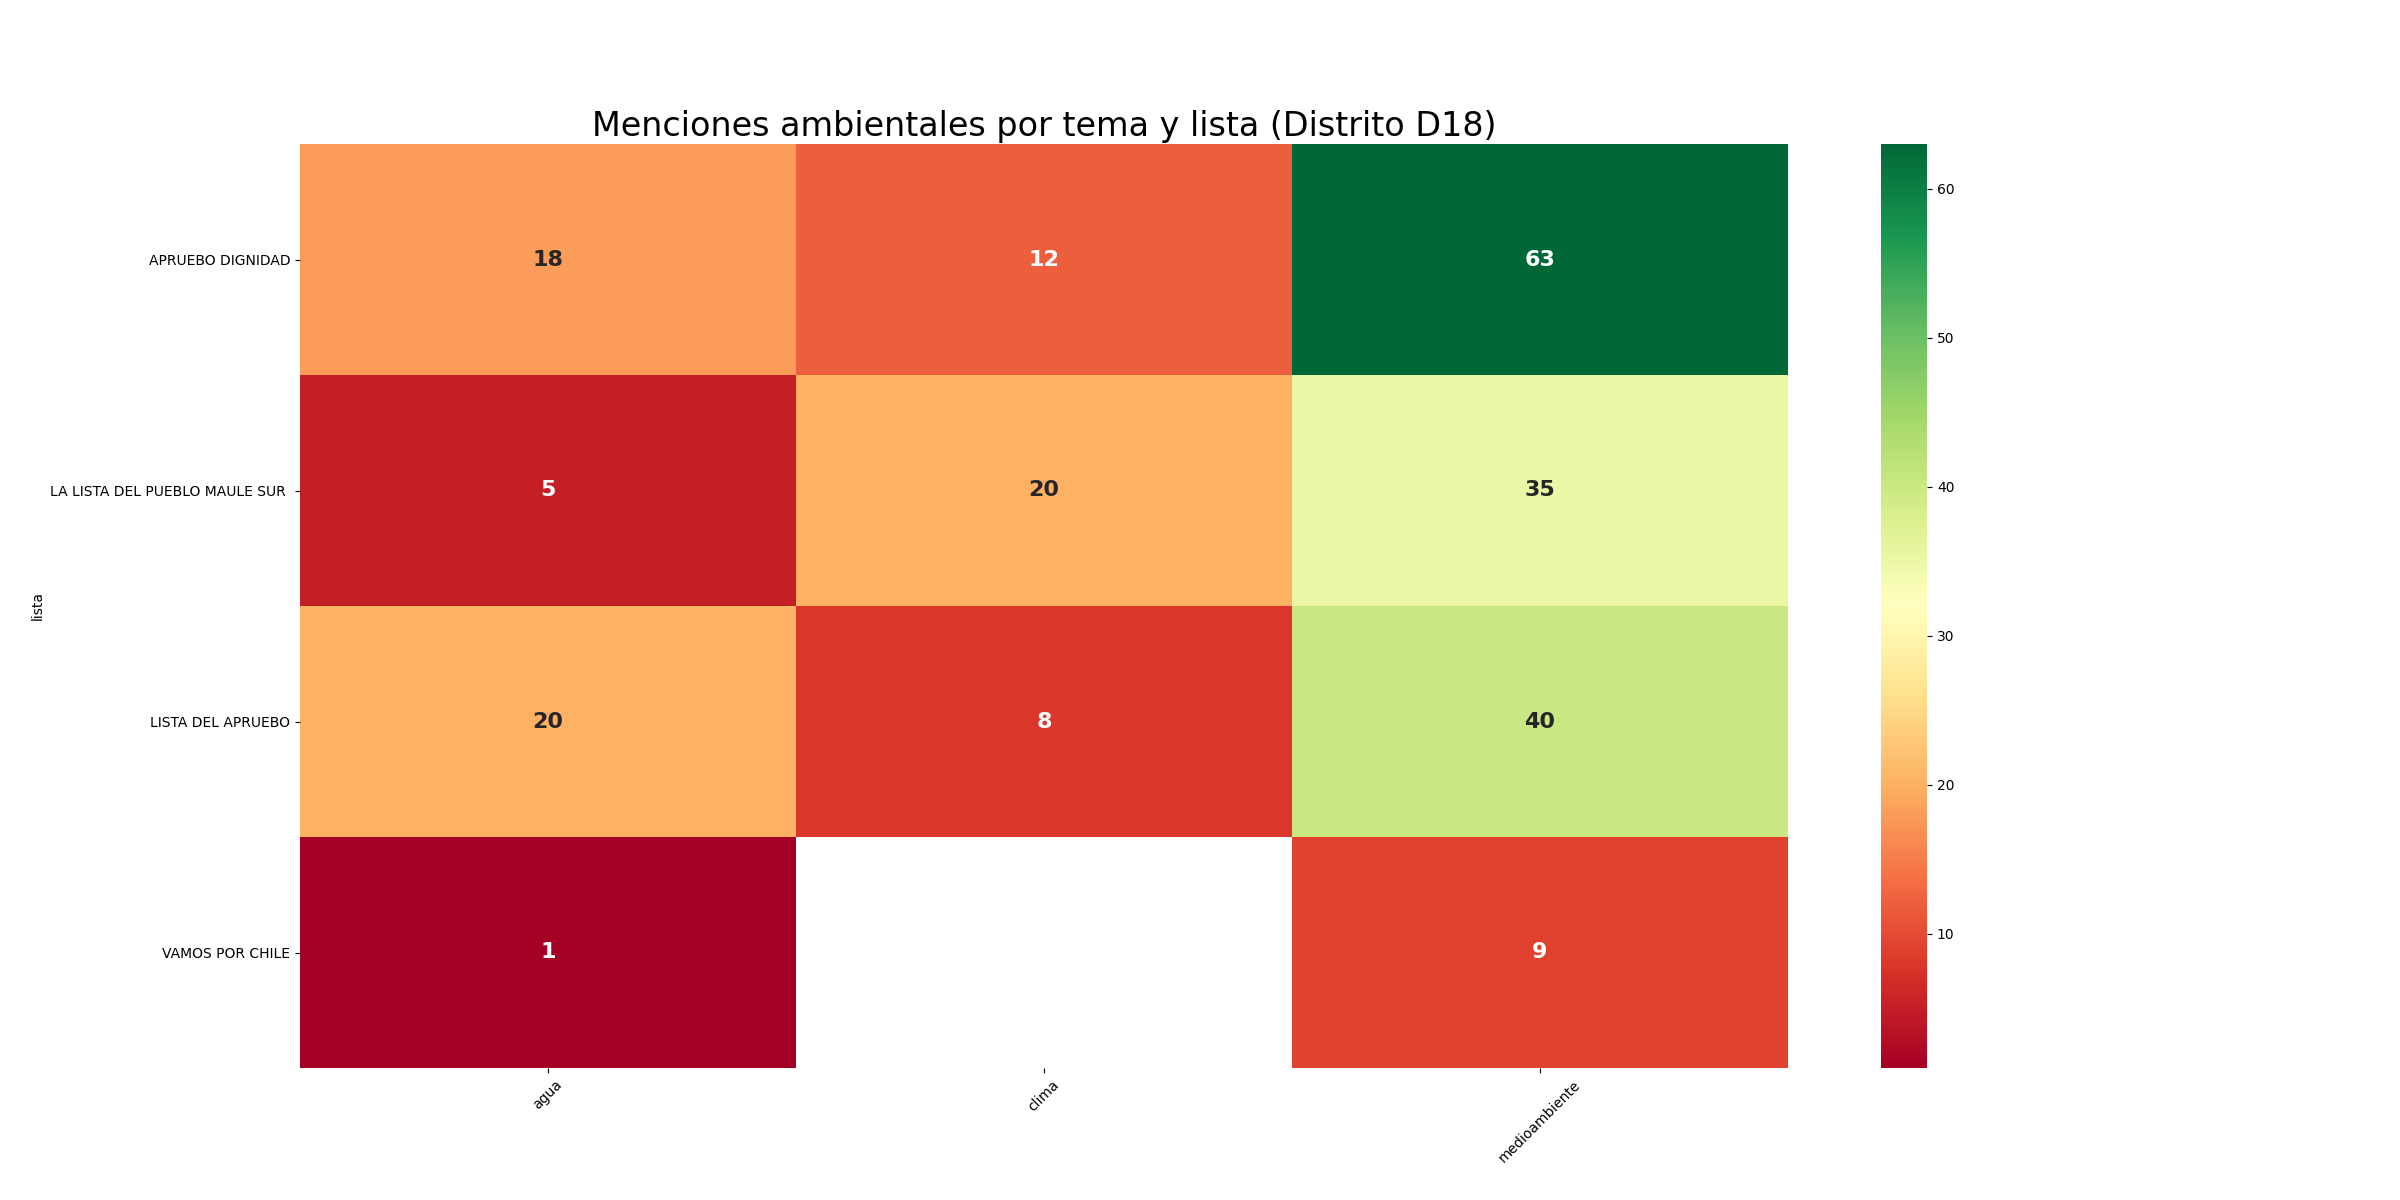 Menciones ambientales por tema y lista (Distrito D18)
lista
APRUEBO DIGNIDAD
18 12 63
LA LISTA DEL PUEBLO MAULE SUR
5 20 35
LISTA DEL APRUEBO
20 8 40
VAMOS POR CHILE
1 9
agua clima medioambiente
60
50
40
30
20
10